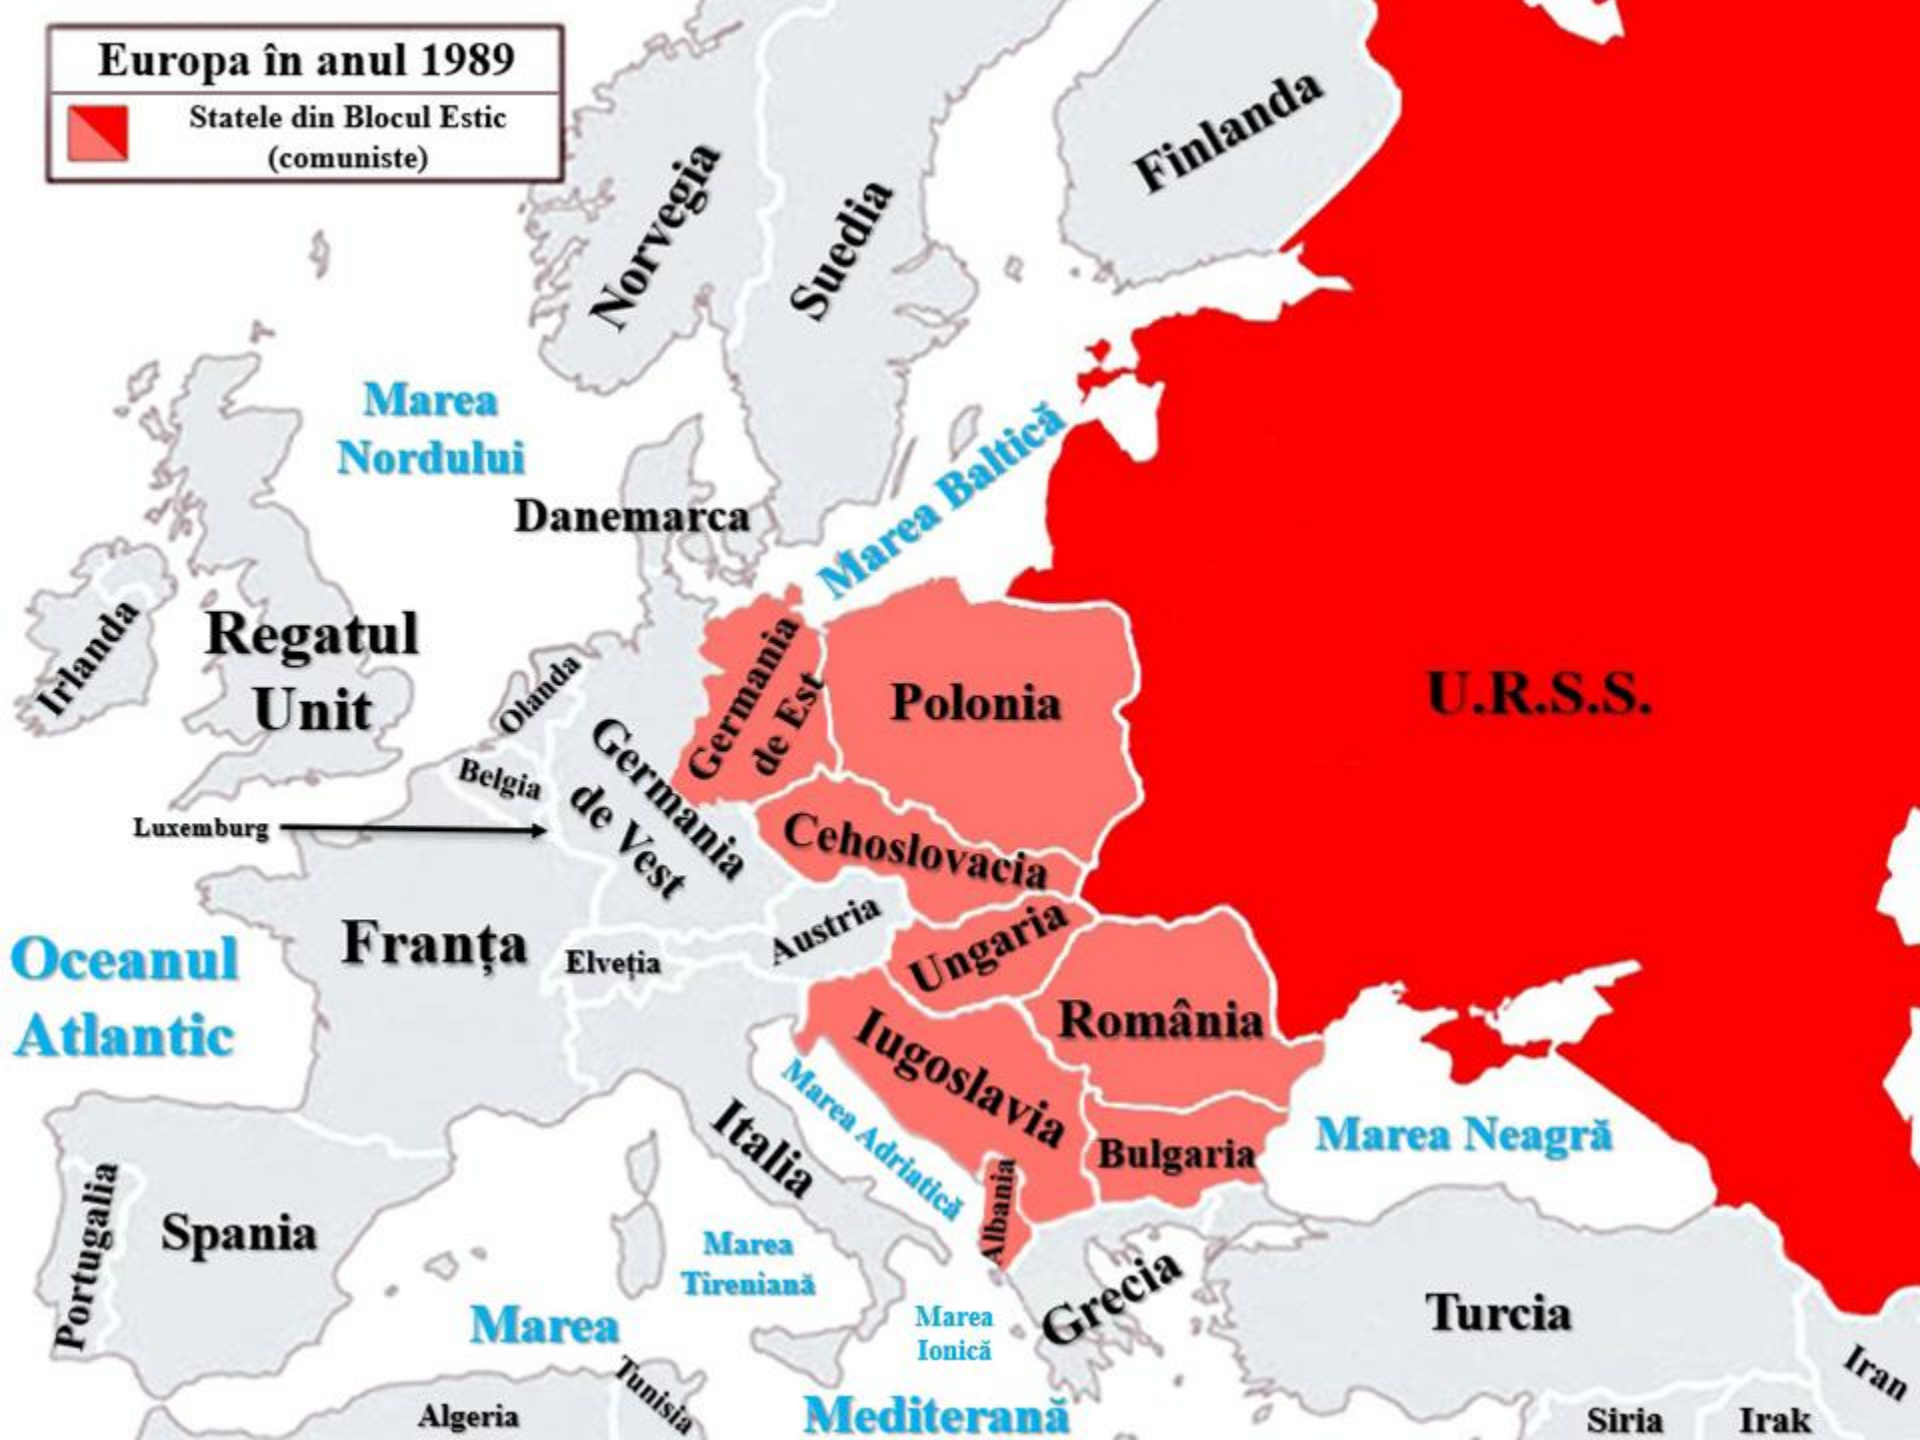 Europa în anul 1989
Statele din Blocul Estic
(comuniste)
Norvegia
Suedia
Finlanda
Marea
Nordului
Danemarca
Marea Baltică
Irlanda
Regatul
Unit
Olanda
Belgia
Luxemburg
Germania
de Vest
Germania
de Est
Polonia
U.R.S.S.
Cehoslovacia
Oceanul
Atlantic
Franța
Elveția
Austria
Ungaria
România
Iugoslavia
Marea Adriatică
Italia
Albania
Bulgaria
Marea Neagră
Portugalia
Spania
Marea
Tireniană
Marea
Ionică
Marea
Mediterană
Grecia
Turcia
Algeria
Tunisia
Siria
Irak
Iran